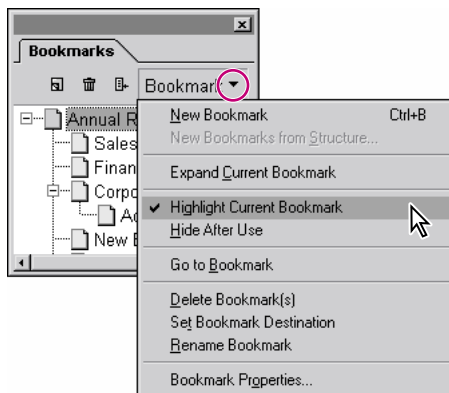 Bookmarks
Bookmark
Annual R
Sales
Finan
Corpo
Ac
New B
New Bookmark Ctrl+B
New Bookmarks from Structure...
Expand Current Bookmark
Highlight Current Bookmark
Hide After Use
Go to Bookmark
Delete Bookmark(s)
Set Bookmark Destination
Rename Bookmark
Bookmark Properties...